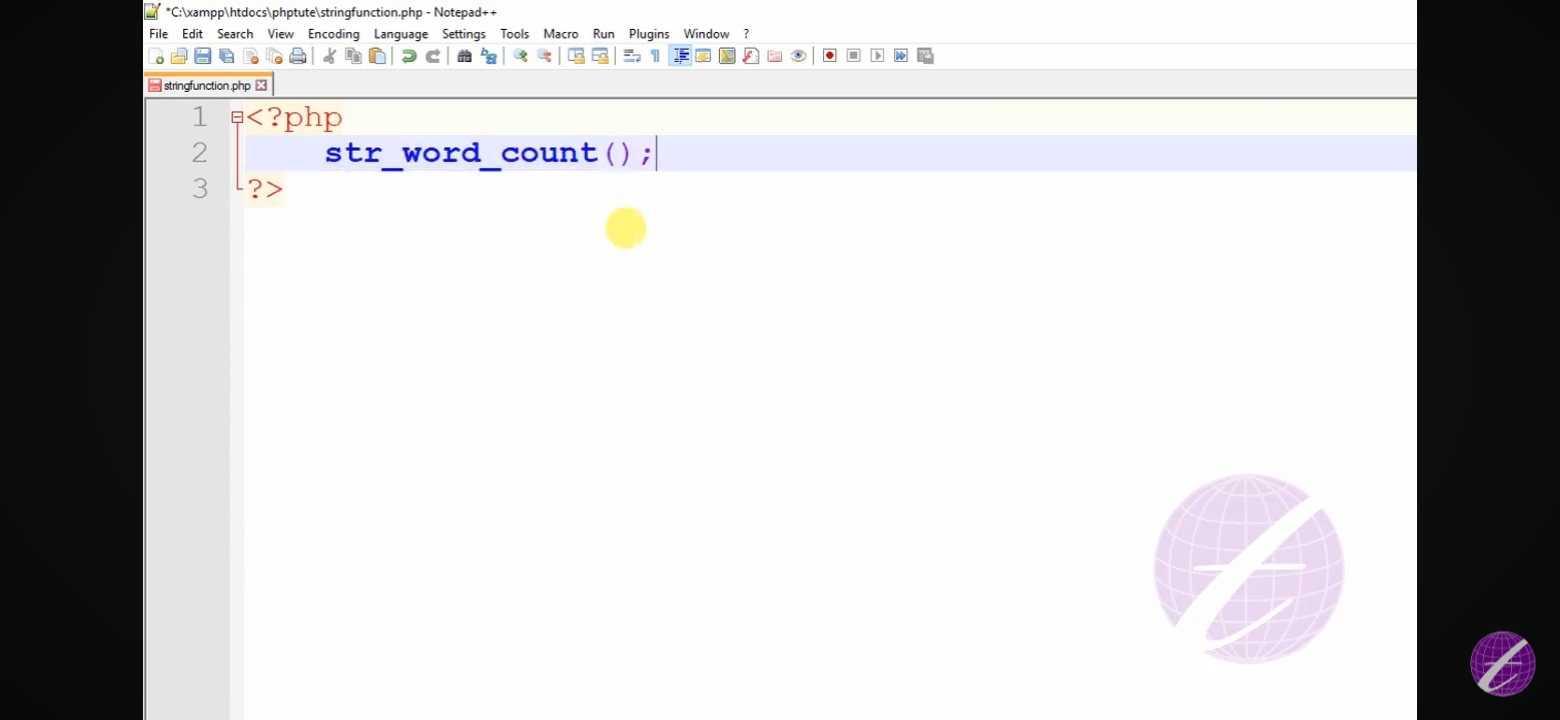 *C:\xampp\htdocs\phptute\stringfunction.php - Notepad++
File Edit Search View Encoding Language Settings Tools Macro Run Plugins Window ?
stringfunction.php
1 <?php
2 str_word_count();
3 ?>